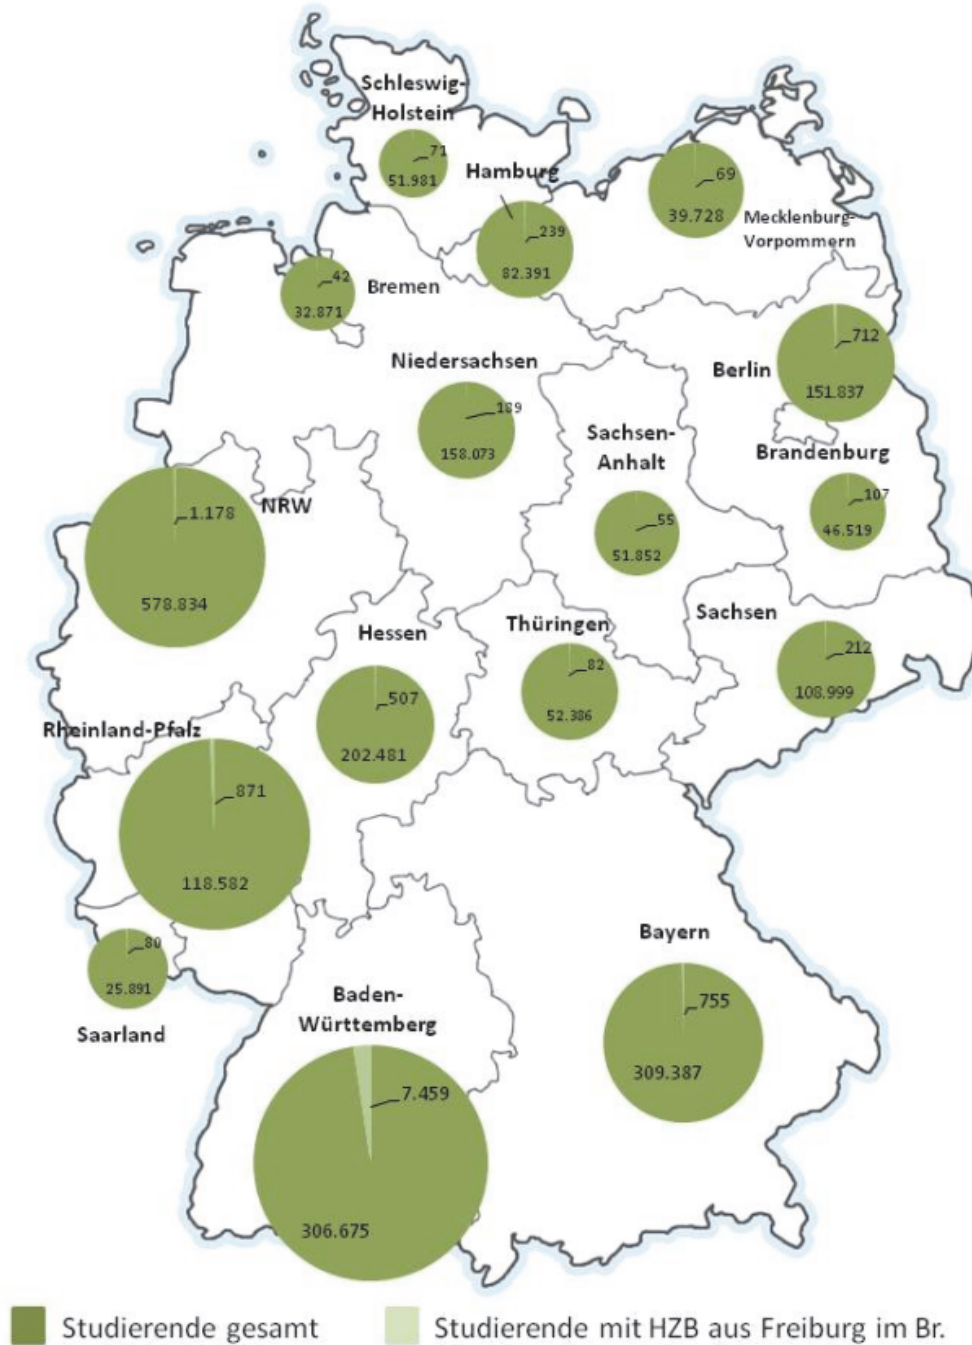 Schleswig-
Holstein
71
51.981
Hamburg
239
82.391
69
39.728
Mecklenburg-
Vorpommern
42
32.871
Bremen
Niedersachsen
189
158.073
Berlin
712
151.837
Sachsen-
Anhalt
55
51.852
Brandenburg
107
46.519
NRW
1.178
578.834
Hessen
507
202.481
Thüringen
82
52.386
Sachsen
212
108.999
Rheinland-Pfalz
871
118.582
80
25.891
Saarland
Baden-
Württemberg
7.459
306.675
Bayern
755
309.387
Studierende gesamt
Studierende mit HZB aus Freiburg im Br.